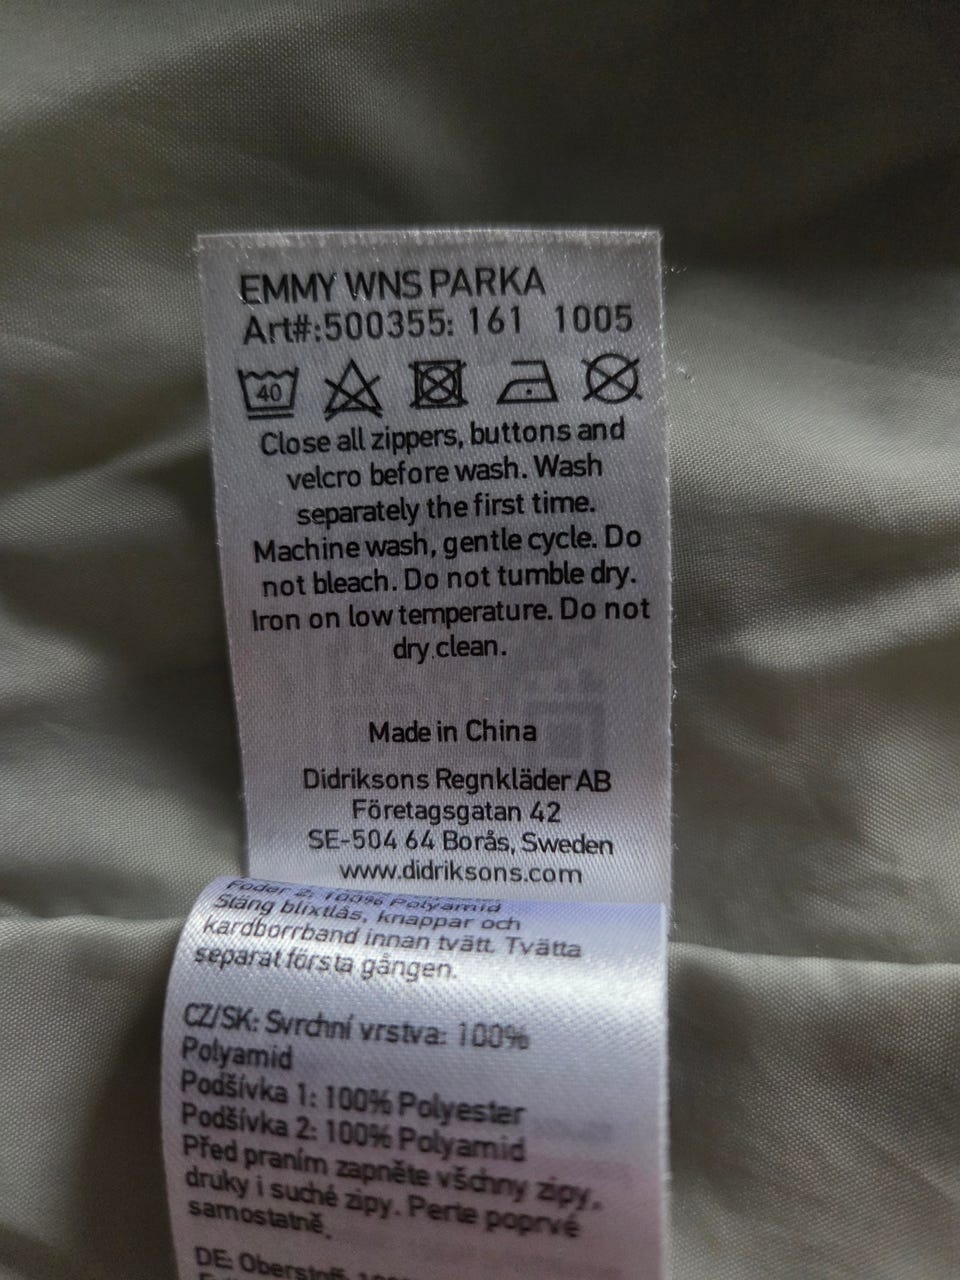 EMMY WNS PARKA
Art#:500355: 161 1005
40
Close all zippers, buttons and
velcro before wash. Wash
separately the first time.
Machine wash, gentle cycle. Do
not bleach. Do not tumble dry.
Iron on low temperature. Do not
dry clean.
Made in China
Didriksons Regnkläder AB
Företagsgatan 42
SE-504 64 Borås, Sweden
www.didriksons.com
Foder 2: 100% Polyamid
Stäng blixtlås, knappar och
kardborrband innan tvätt. Tvätta
separat första gången.
CZ/SK: Svrchní vrstva: 100%
Polyamid
Podšívka 1: 100% Polyester
Podšívka 2: 100% Polyamid
Před praním zapněte všchny zipy,
druky i suché zipy. Perte poprvé
samostatně.
DE: Oberstoff: